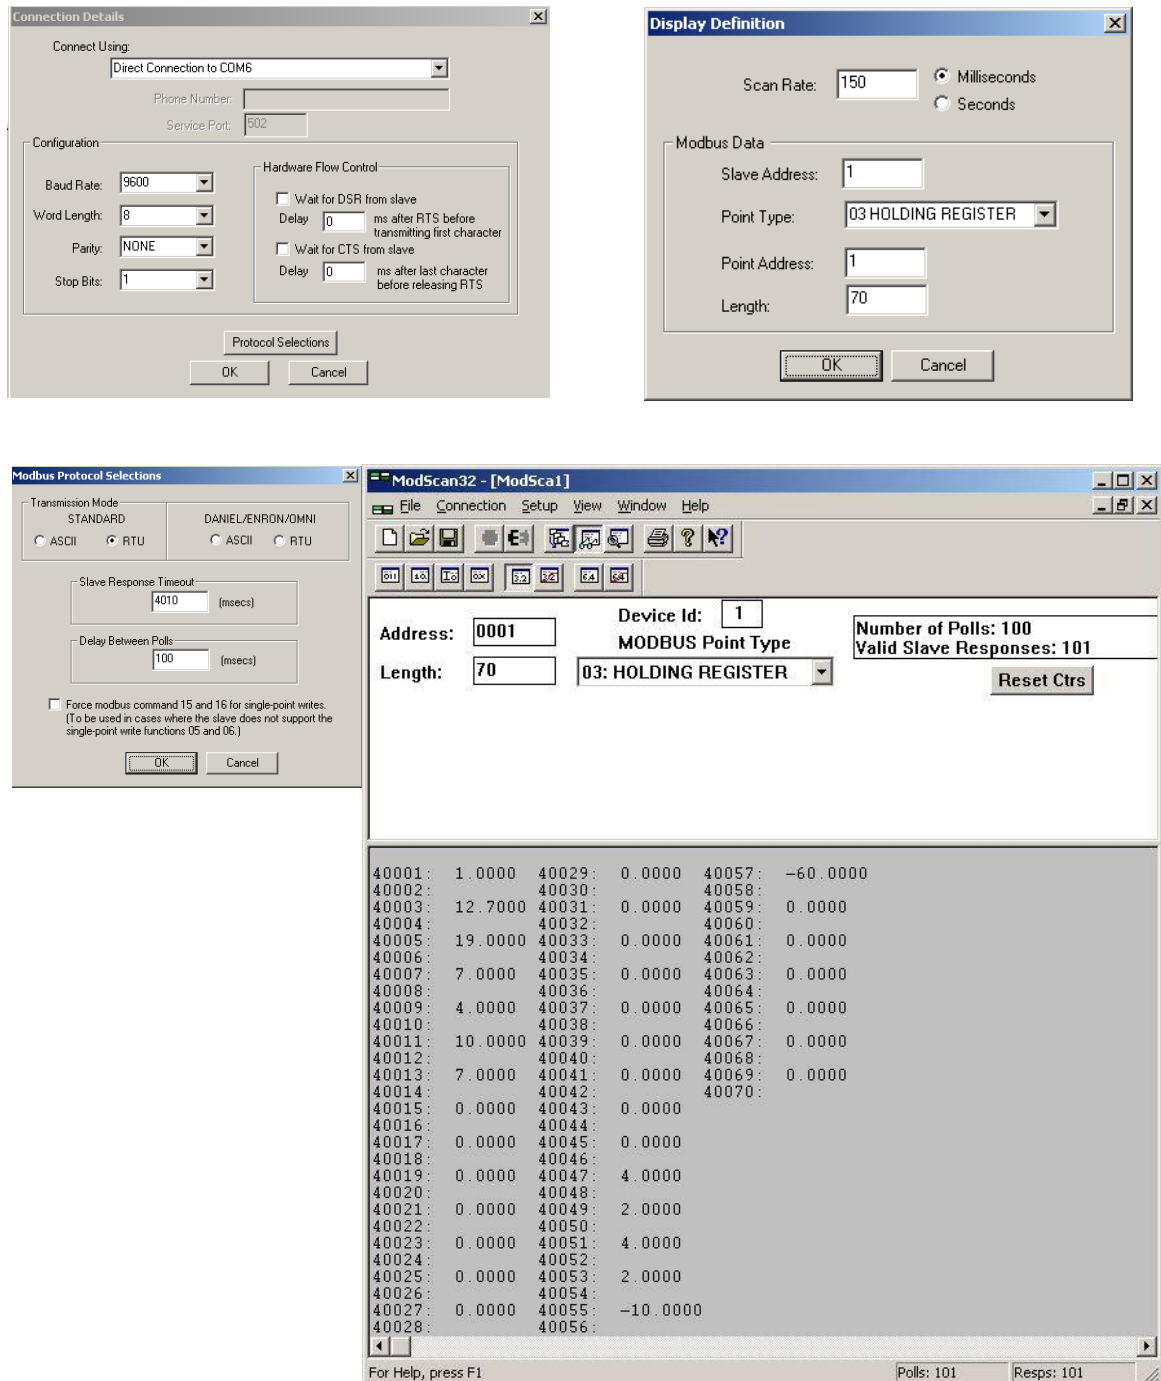 Connection Details
Connect Using:
Direct Connection to COM6
Phone Number:
Service Port: 502
Configuration
Baud Rate: 9600
Word Length: 8
Parity: NONE
Stop Bits: 1
Hardware Flow Control
Wait for DSR from slave
Delay 0 ms after RTS before
transmitting first character
Wait for CTS from slave
Delay 0 ms after last character
before releasing RTS
Protocol Selections
OK Cancel
Display Definition
Scan Rate: 150 Milliseconds
Seconds
Modbus Data
Slave Address: 1
Point Type: 03 HOLDING REGISTER
Point Address: 1
Length: 70
OK Cancel
Modbus Protocol Selections
Transmission Mode
STANDARD DANIEL/ENRON/OMNI
ASCII RTU ASCII RTU
Slave Response Timeout
4010 (msecs)
Delay Between Polls
100 (msecs)
Force modbus command 15 and 16 for single-point writes.
(To be used in cases where the slave does not support the
single-point write functions 05 and 06.)
OK Cancel
ModScan32 - [ModSca1]
File Connection Setup View Window Help
Address: 0001
Length: 70
Device Id: 1
MODBUS Point Type
03: HOLDING REGISTER
Number of Polls: 100
Valid Slave Responses: 101
Reset Ctrs
40001: 1.0000 40029: 0.0000 40057: -60.0000
40002: 40030: 40058:
40003: 12.7000 40031: 0.0000 40059: 0.0000
40004: 40032: 40060:
40005: 19.0000 40033: 0.0000 40061: 0.0000
40006: 40034: 40062:
40007: 7.0000 40035: 0.0000 40063: 0.0000
40008: 40036: 40064:
40009: 4.0000 40037: 0.0000 40065: 0.0000
40010: 40038: 40066:
40011: 10.0000 40039: 0.0000 40067: 0.0000
40012: 40040: 40068:
40013: 7.0000 40041: 0.0000 40069: 0.0000
40014: 40042: 40070:
40015: 0.0000 40043: 0.0000
40016: 40044:
40017: 0.0000 40045: 0.0000
40018: 40046:
40019: 0.0000 40047: 4.0000
40020: 40048:
40021: 0.0000 40049: 2.0000
40022: 40050:
40023: 0.0000 40051: 4.0000
40024: 40052:
40025: 0.0000 40053: 2.0000
40026: 40054:
40027: 0.0000 40055: -10.0000
40028: 40056:
For Help, press F1
Polls: 101 Resps: 101